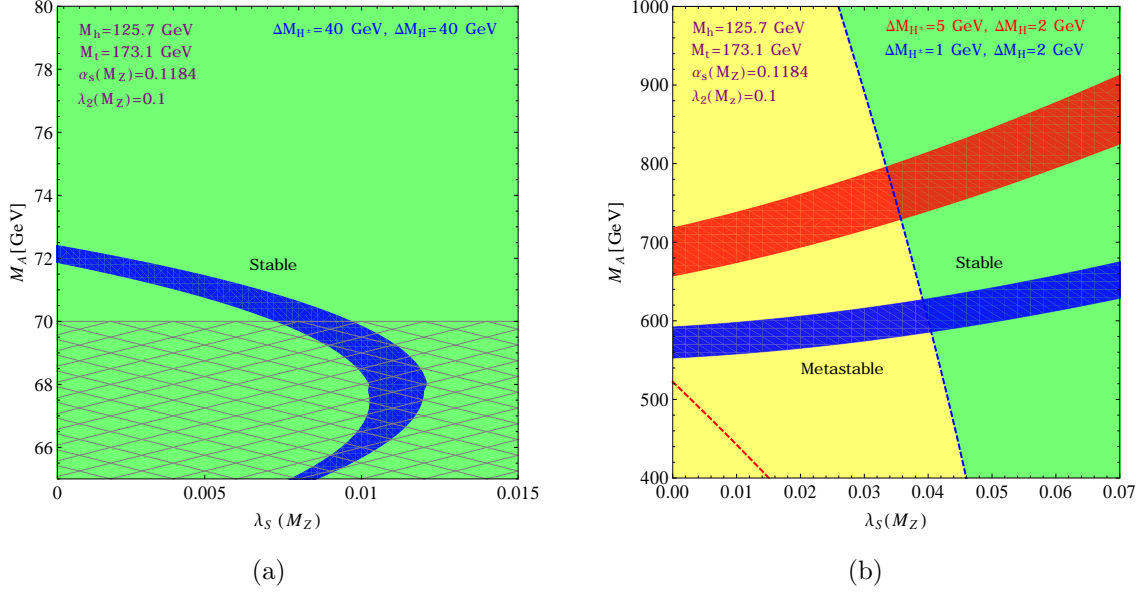 80
78
76
74
72
70
68
66
M_A [GeV]
M_h=125.7 GeV
M_t=173.1 GeV
α_s(M_Z)=0.1184
λ_2(M_Z)=0.1
ΔM_H±=40 GeV, ΔM_H=40 GeV
Stable
0 0.005 0.01 0.015
λ_S(M_Z)
(a)
1000
900
800
700
600
500
400
M_A [GeV]
M_h=125.7 GeV
M_t=173.1 GeV
α_s(M_Z)=0.1184
λ_2(M_z)=0.1
ΔM_H±=5 GeV, ΔM_H=2 GeV
ΔM_H±=1 GeV, ΔM_H=2 GeV
Stable
Metastable
0.00 0.01 0.02 0.03 0.04 0.05 0.06 0.07
λ_S(M_Z)
(b)